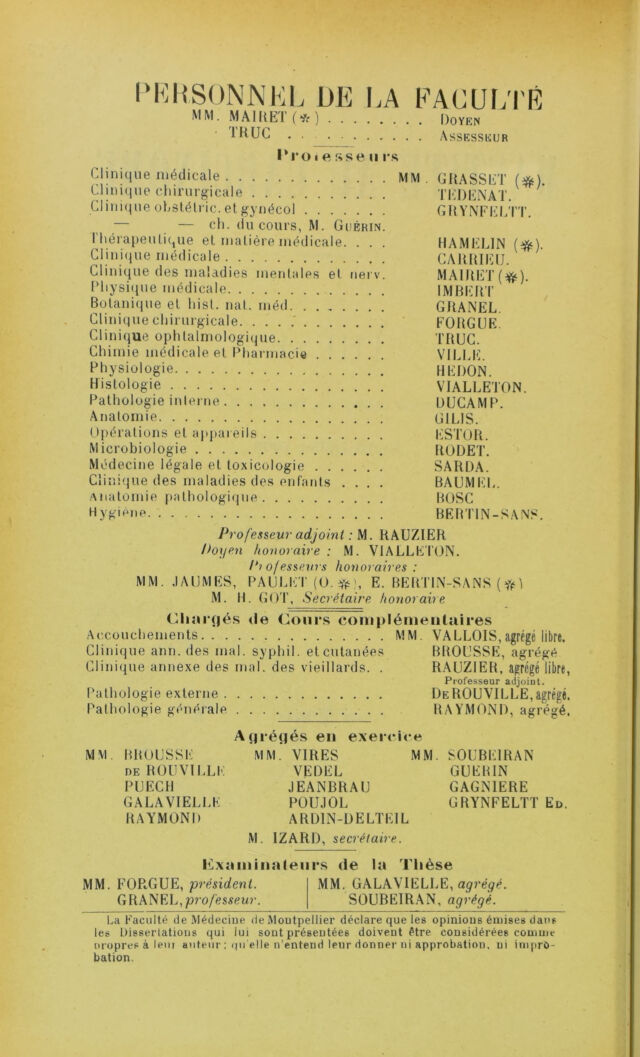 PERSONNEL DE LA FACULTÉ
MM. MAIRET (✻) . . . . . . . . DOYEN
TRUC . . . . . . . . . . . ASSESSEUR
Professeurs
Clinique médicale . . . . . . . . . . . . . MM. GRASSET (✻).
Clinique chirurgicale . . . . . . . . . . . TEDENAT.
Clinique obstétric. et gynécol . . . . . . . GRYNFELTT.
— — ch. du cours, M. GUÉRIN.
Thérapeutique et matière médicale. . . . HAMELIN (✻).
Clinique médicale . . . . . . . . . . . . . CARRIEU.
Clinique des maladies mentales et nerv. MAIRET (✻).
Physique médicale. . . . . . . . . . . . . IMBERT
Botanique et hist. nat. méd. . . . . . . . GRANEL.
Clinique chirurgicale. . . . . . . . . . . . FORGUE.
Clinique ophtalmologique. . . . . . . . . TRUC.
Chimie médicale et Pharmacie . . . . . . VILLE.
Physiologie. . . . . . . . . . . . . . . . . HEDON.
Histologie . . . . . . . . . . . . . . . . . VIALLETON.
Pathologie interne . . . . . . . . . . . . . DUCAMP.
Anatomie. . . . . . . . . . . . . . . . . . GILIS.
Opérations et appareils . . . . . . . . . . ESTOR.
Microbiologie . . . . . . . . . . . . . . . RODET.
Médecine légale et toxicologie . . . . . . SARDA.
Clinique des maladies des enfants . . . . BAUMEL.
Anatomie pathologique . . . . . . . . . . BOSC
Hygiène. . . . . . . . . . . . . . . . . . . BERTIN-SANS.
Professeur adjoint : M. RAUZIER
Doyen honoraire : M. VIALLETON.
Professeurs honoraires :
MM. JAUMES, PAULET (O. ✻), E. BERTIN-SANS (✻)
M. H. GOT, Secrétaire honoraire
Chargés de Cours complémentaires
Accouchements. . . . . . . . . . . . . . . MM. VALLOIS, agrégé libre.
Clinique ann. des mal. syphil. et cutanées BROUSSE, agrégé
Clinique annexe des mal. des vieillards. . RAUZIER, agrégé libre,
Professeur adjoint.
Pathologie externe . . . . . . . . . . . . . DE ROUVILLE, agrégé.
Pathologie générale . . . . . . . . . . . . RAYMOND, agrégé.
Agrégés en exercice
MM. BROUSSE MM. VIRES MM. SOUBEIRAN
DE ROUVILLE VEDEL GUERIN
PUECH JEANBRAU GAGNIERE
GALAVIELLE POUJOL GRYNFELTT ED.
RAYMOND ARDIN-DELTEIL
M. IZARD, secrétaire.
Examinateurs de la Thèse
MM. FORGUE, président. MM. GALAVIELLE, agrégé.
GRANEL, professeur. SOUBEIRAN, agrégé.
La Faculté de Médecine de Montpellier déclare que les opinions émises dans
les Dissertations qui lui sont présentées doivent être considérées comme
propres à leur auteur ; qu'elle n'entend leur donner ni approbation, ni impro-
bation.